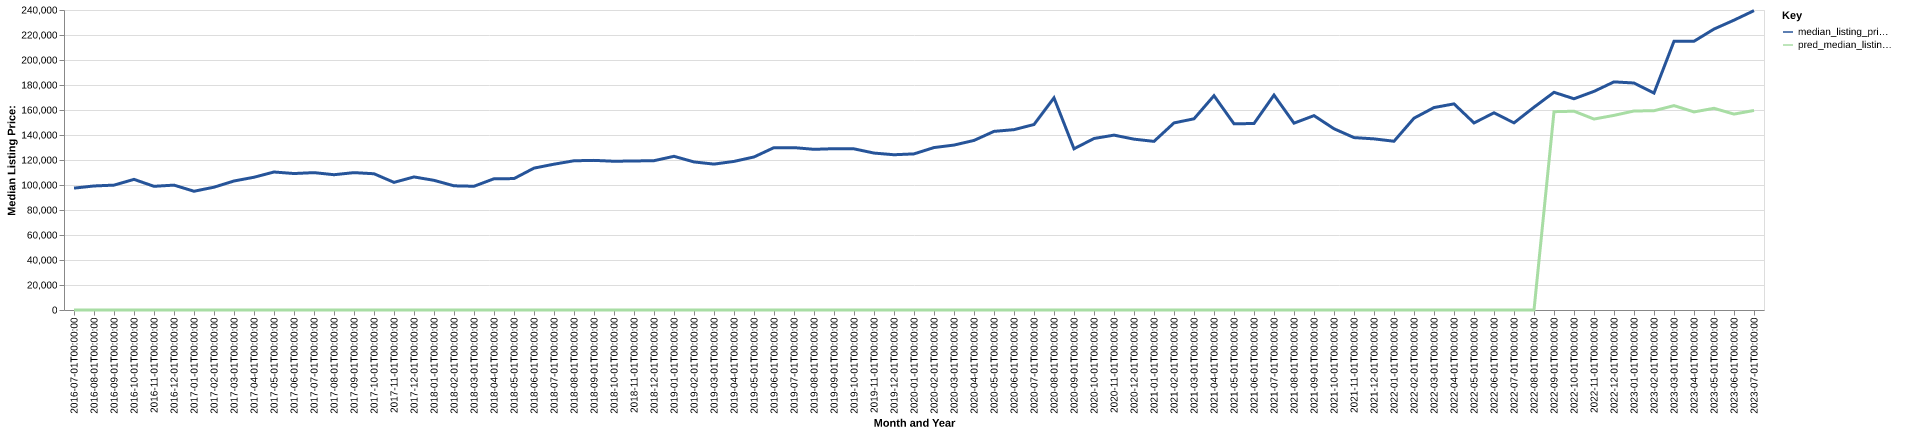 240,000
220,000
200,000
180,000
160,000
140,000
120,000
100,000
80,000
60,000
40,000
20,000
0
Median Listing Price:
2016-07-01T00:00:00
2016-08-01T00:00:00
2016-09-01T00:00:00
2016-10-01T00:00:00
2016-11-01T00:00:00
2016-12-01T00:00:00
2017-01-01T00:00:00
2017-02-01T00:00:00
2017-03-01T00:00:00
2017-04-01T00:00:00
2017-05-01T00:00:00
2017-06-01T00:00:00
2017-07-01T00:00:00
2017-08-01T00:00:00
2017-09-01T00:00:00
2017-10-01T00:00:00
2017-11-01T00:00:00
2017-12-01T00:00:00
2018-01-01T00:00:00
2018-02-01T00:00:00
2018-03-01T00:00:00
2018-04-01T00:00:00
2018-05-01T00:00:00
2018-06-01T00:00:00
2018-07-01T00:00:00
2018-08-01T00:00:00
2018-09-01T00:00:00
2018-10-01T00:00:00
2018-11-01T00:00:00
2018-12-01T00:00:00
2019-01-01T00:00:00
2019-02-01T00:00:00
2019-03-01T00:00:00
2019-04-01T00:00:00
2019-05-01T00:00:00
2019-06-01T00:00:00
2019-07-01T00:00:00
2019-08-01T00:00:00
2019-09-01T00:00:00
2019-10-01T00:00:00
2019-11-01T00:00:00
2019-12-01T00:00:00
2020-01-01T00:00:00
2020-02-01T00:00:00
2020-03-01T00:00:00
2020-04-01T00:00:00
2020-05-01T00:00:00
2020-06-01T00:00:00
2020-07-01T00:00:00
2020-08-01T00:00:00
2020-09-01T00:00:00
2020-10-01T00:00:00
2020-11-01T00:00:00
2020-12-01T00:00:00
2021-01-01T00:00:00
2021-02-01T00:00:00
2021-03-01T00:00:00
2021-04-01T00:00:00
2021-05-01T00:00:00
2021-06-01T00:00:00
2021-07-01T00:00:00
2021-08-01T00:00:00
2021-09-01T00:00:00
2021-10-01T00:00:00
2021-11-01T00:00:00
2021-12-01T00:00:00
2022-01-01T00:00:00
2022-02-01T00:00:00
2022-03-01T00:00:00
2022-04-01T00:00:00
2022-05-01T00:00:00
2022-06-01T00:00:00
2022-07-01T00:00:00
2022-08-01T00:00:00
2022-09-01T00:00:00
2022-10-01T00:00:00
2022-11-01T00:00:00
2022-12-01T00:00:00
2023-01-01T00:00:00
2023-02-01T00:00:00
2023-03-01T00:00:00
2023-04-01T00:00:00
2023-05-01T00:00:00
2023-06-01T00:00:00
2023-07-01T00:00:00
Month and Year
Key
median_listing_pri…
pred_median_listin…